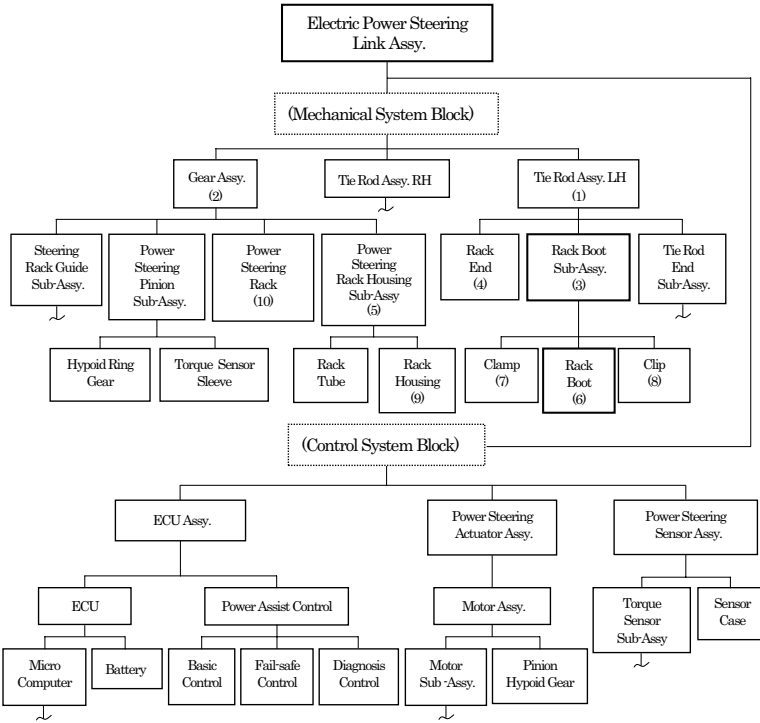 Electric Power Steering
Link Assy.
(Mechanical System Block)
Gear Assy.
(2)
Tie Rod Assy. RH
Tie Rod Assy. LH
(1)
Steering
Rack Guide
Sub-Assy.
Power
Steering
Pinion
Sub-Assy.
Power
Steering
Rack
(10)
Power
Steering
Rack Housing
Sub-Assy
(5)
Rack
End
(4)
Rack Boot
Sub-Assy.
(3)
Tie Rod
End
Sub-Assy.
Hypoid Ring
Gear
Torque Sensor
Sleeve
Rack
Tube
Rack
Housing
(9)
Clamp
(7)
Rack
Boot
(6)
Clip
(8)
(Control System Block)
ECU Assy.
Power Steering
Actuator Assy.
Power Steering
Sensor Assy.
ECU
Power Assist Control
Motor Assy.
Torque
Sensor
Sub-Assy
Sensor
Case
Micro
Computer
Battery
Basic
Control
Fail-safe
Control
Diagnosis
Control
Motor
Sub -Assy.
Pinion
Hypoid Gear